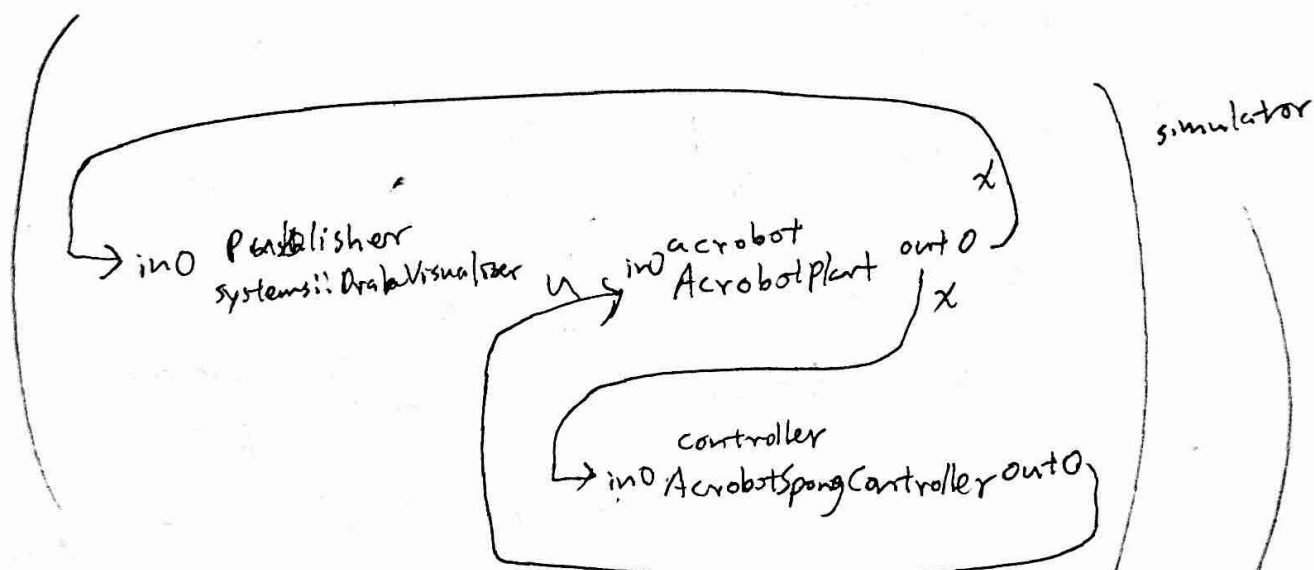 simulator
x
in0 Publisher
systems::DrakeVisualizer
u
in0 acrobot out0
AcrobotPlant
x
controller
in0 AcrobotSpongController out0